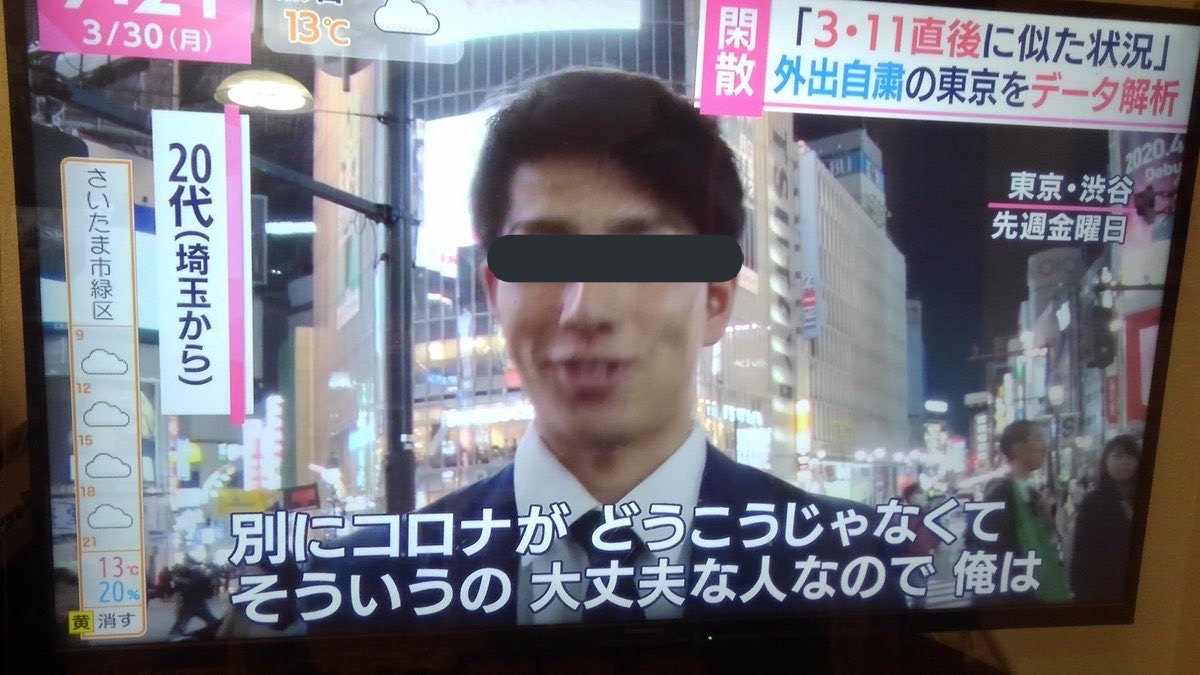 3/30(月)
13℃
閑散
「3・11直後に似た状況」
外出自粛の東京をデータ解析
20代(埼玉から)
東京・渋谷
先週金曜日
2020.4
Debu
さいたま市緑区
9
12
15
18
21
13℃
20%
黄 消す
別にコロナが どうこうじゃなくて
そういうの 大丈夫な人なので 俺は